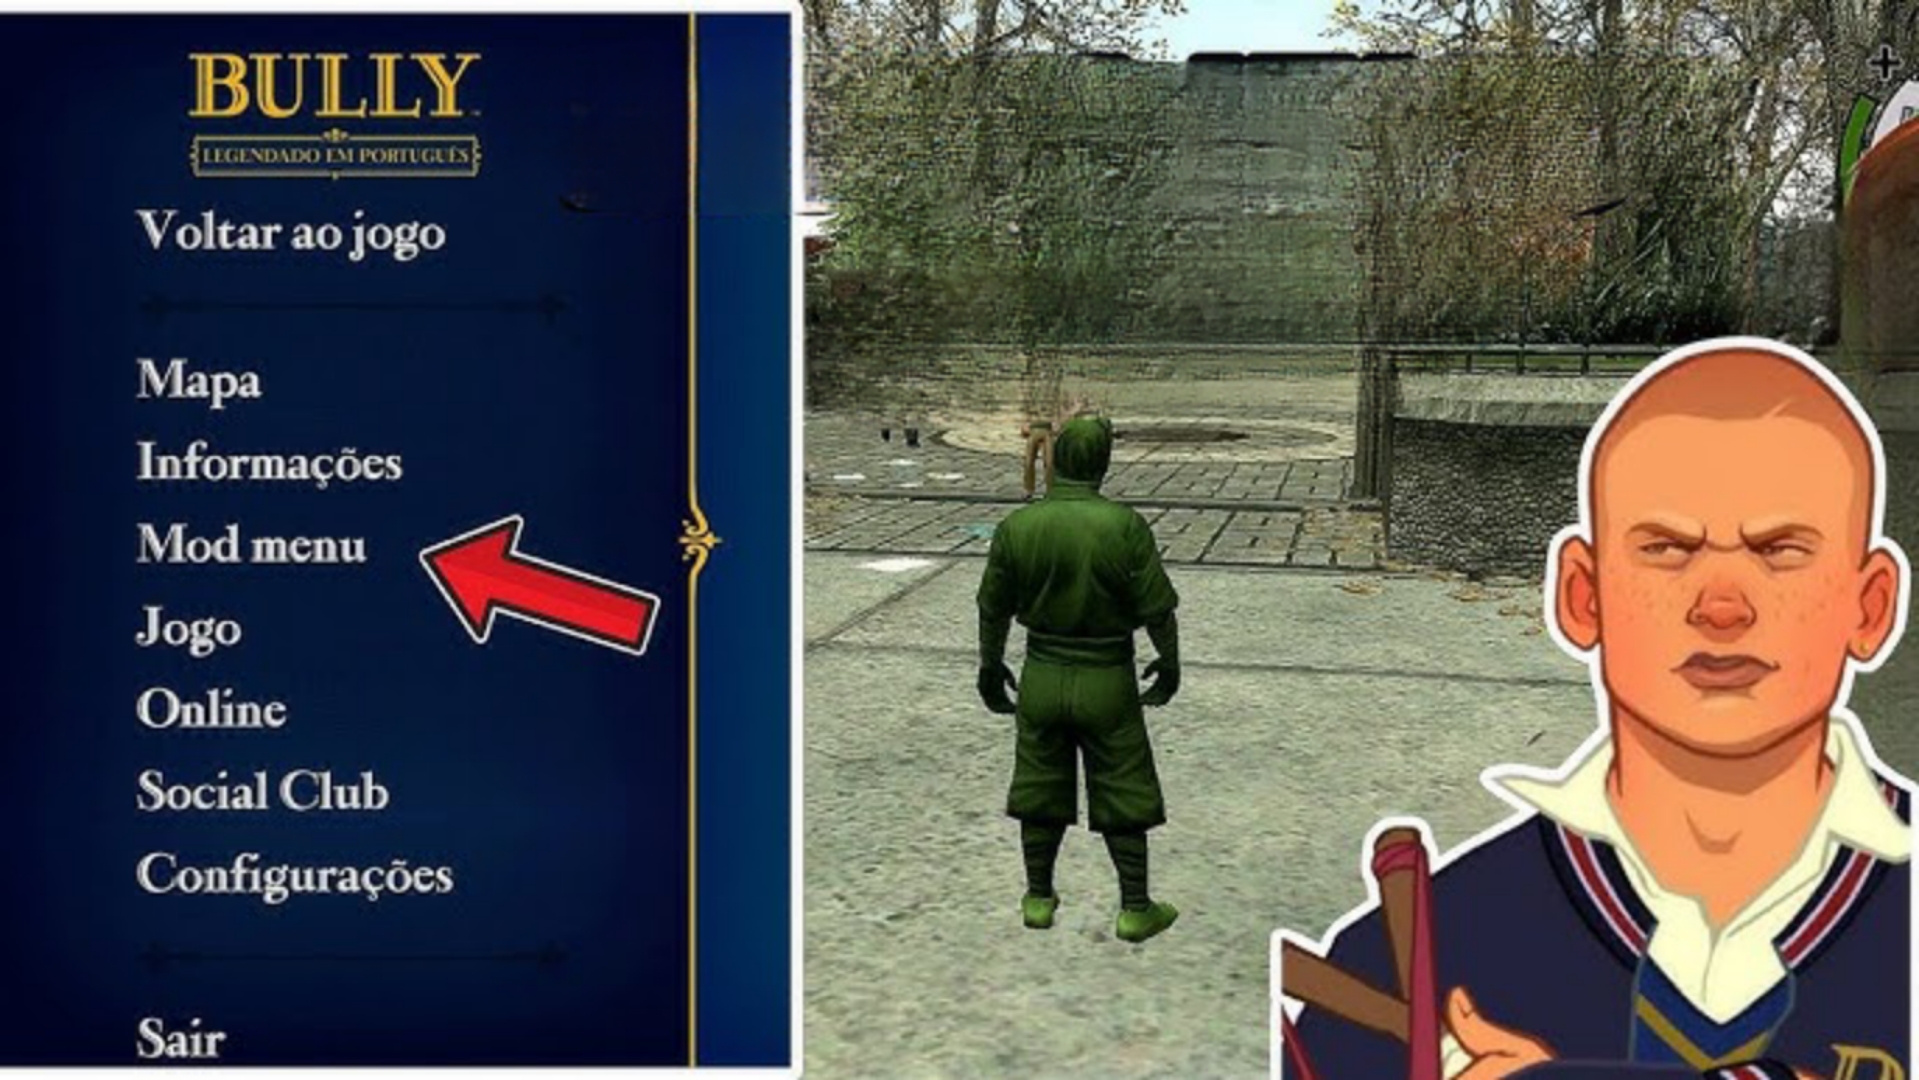 BULLY
LEGENDADO EM PORTUGUÊS
Voltar ao jogo
Mapa
Informações
Mod menu
Jogo
Online
Social Club
Configurações
Sair